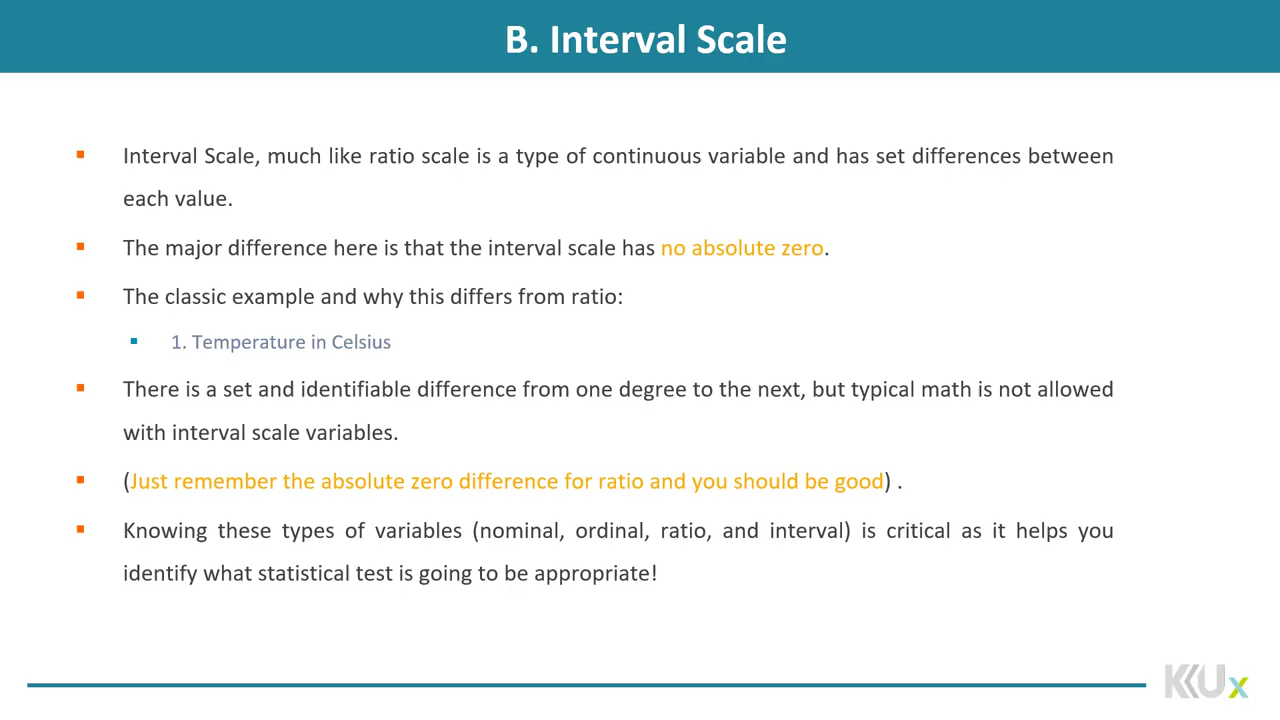 B. Interval Scale
Interval Scale, much like ratio scale is a type of continuous variable and has set differences between
each value.
The major difference here is that the interval scale has no absolute zero.
The classic example and why this differs from ratio:
1. Temperature in Celsius
There is a set and identifiable difference from one degree to the next, but typical math is not allowed
with interval scale variables.
(Just remember the absolute zero difference for ratio and you should be good) .
Knowing these types of variables (nominal, ordinal, ratio, and interval) is critical as it helps you
identify what statistical test is going to be appropriate!
KKUx